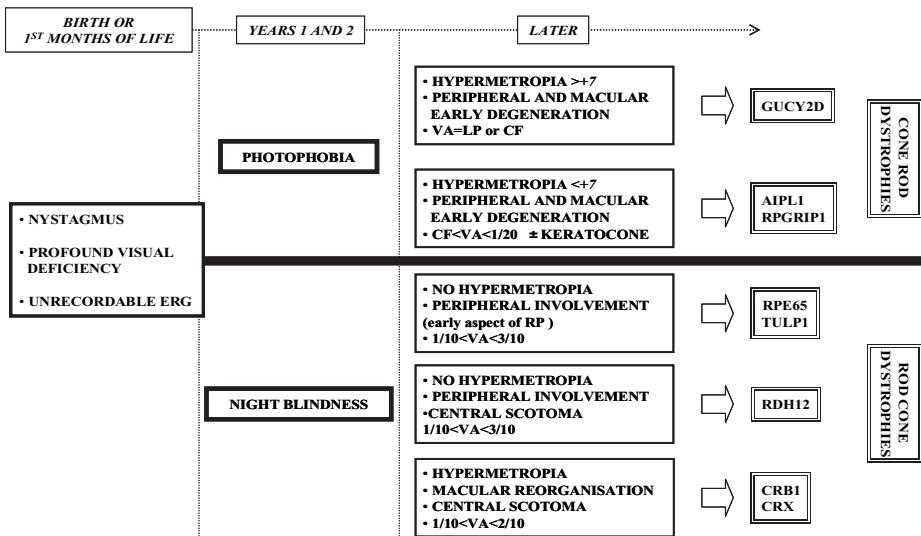 BIRTH OR
1ST MONTHS OF LIFE
YEARS 1 AND 2
LATER
• NYSTAGMUS
• PROFOUND VISUAL
DEFICIENCY
• UNRECORDABLE ERG
PHOTOPHOBIA
• HYPERMETROPIA >+7
• PERIPHERAL AND MACULAR
EARLY DEGENERATION
• VA=LP or CF
GUCY2D
• HYPERMETROPIA <+7
• PERIPHERAL AND MACULAR
EARLY DEGENERATION
• CF<VA<1/20 ± KERATOCONE
AIPL1
RPGRIP1
CONE ROD
DYSTROPHIES
NIGHT BLINDNESS
• NO HYPERMETROPIA
• PERIPHERAL INVOLVEMENT
(early aspect of RP )
• 1/10<VA<3/10
RPE65
TULP1
• NO HYPERMETROPIA
• PERIPHERAL INVOLVEMENT
•CENTRAL SCOTOMA
1/10<VA<3/10
RDH12
• HYPERMETROPIA
• MACULAR REORGANISATION
• CENTRAL SCOTOMA
• 1/10<VA<2/10
CRB1
CRX
ROD CONE
DYSTROPHIES